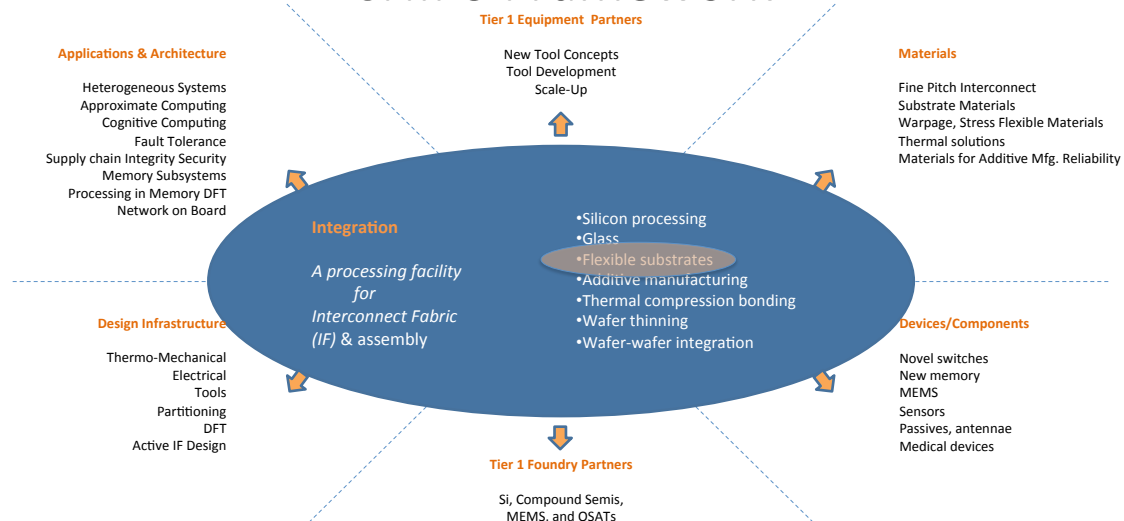 Tier 1 Equipment Partners
New Tool Concepts
Tool Development
Scale-Up
Applications & Architecture
Heterogeneous Systems
Approximate Computing
Cognitive Computing
Fault Tolerance
Supply chain Integrity Security
Memory Subsystems
Processing in Memory DFT
Network on Board
Materials
Fine Pitch Interconnect
Substrate Materials
Warpage, Stress Flexible Materials
Thermal solutions
Materials for Additive Mfg. Reliability
Integration
A processing facility
for
Interconnect Fabric
(IF) & assembly
•Silicon processing
•Glass
•Flexible substrates
•Additive manufacturing
•Thermal compression bonding
•Wafer thinning
•Wafer-wafer integration
Design Infrastructure
Thermo-Mechanical
Electrical
Tools
Partitioning
DFT
Active IF Design
Devices/Components
Novel switches
New memory
MEMS
Sensors
Passives, antennae
Medical devices
Tier 1 Foundry Partners
Si, Compound Semis,
MEMS, and OSATs